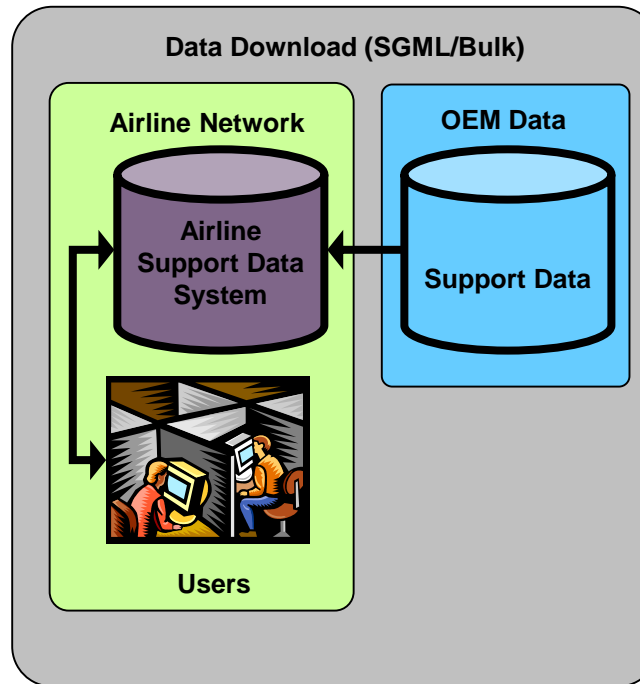 Data Download (SGML/Bulk)
Airline Network
Airline
Support Data
System
Users
OEM Data
Support Data